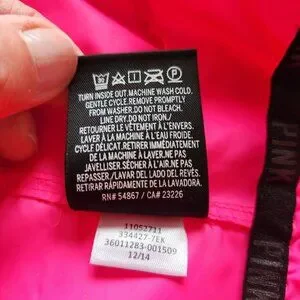 TURN INSIDE OUT. MACHINE WASH COLD.
GENTLE CYCLE. REMOVE PROMPTLY
FROM WASHER. DO NOT BLEACH.
LINE DRY. DO NOT IRON./
RETOURNER LE VÊTEMENT À L'ENVERS.
LAVER À LA MACHINE À L'EAU FROIDE.
CYCLE DÉLICAT. RETIRER IMMÉDIATEMENT
DE LA MACHINE À LAVER. NE PAS
JAVELLISER. SÉCHER À L'AIR. NE PAS
REPASSER./LAVAR DEL LADO DEL REVÉS.
RETIRAR RÁPIDAMENTE DE LA LAVADORA.
RN# 54867 / CA# 23226
11052711
334427-7EK
36011283-001509
12/14
PINK